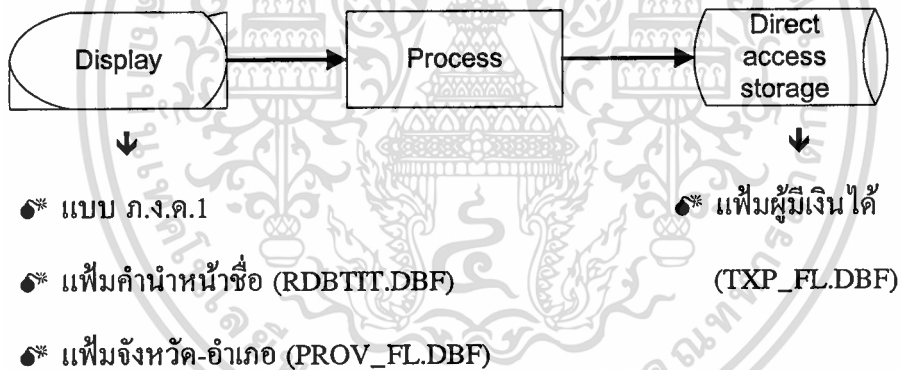 Display
Process
Direct
access
storage
แบบ ภ.ง.ด.1
แฟ้มคำนำหน้าชื่อ (RDBTIT.DBF)
แฟ้มจังหวัด-อำเภอ (PROV_FL.DBF)
แฟ้มผู้มีเงินได้
(TXP_FL.DBF)